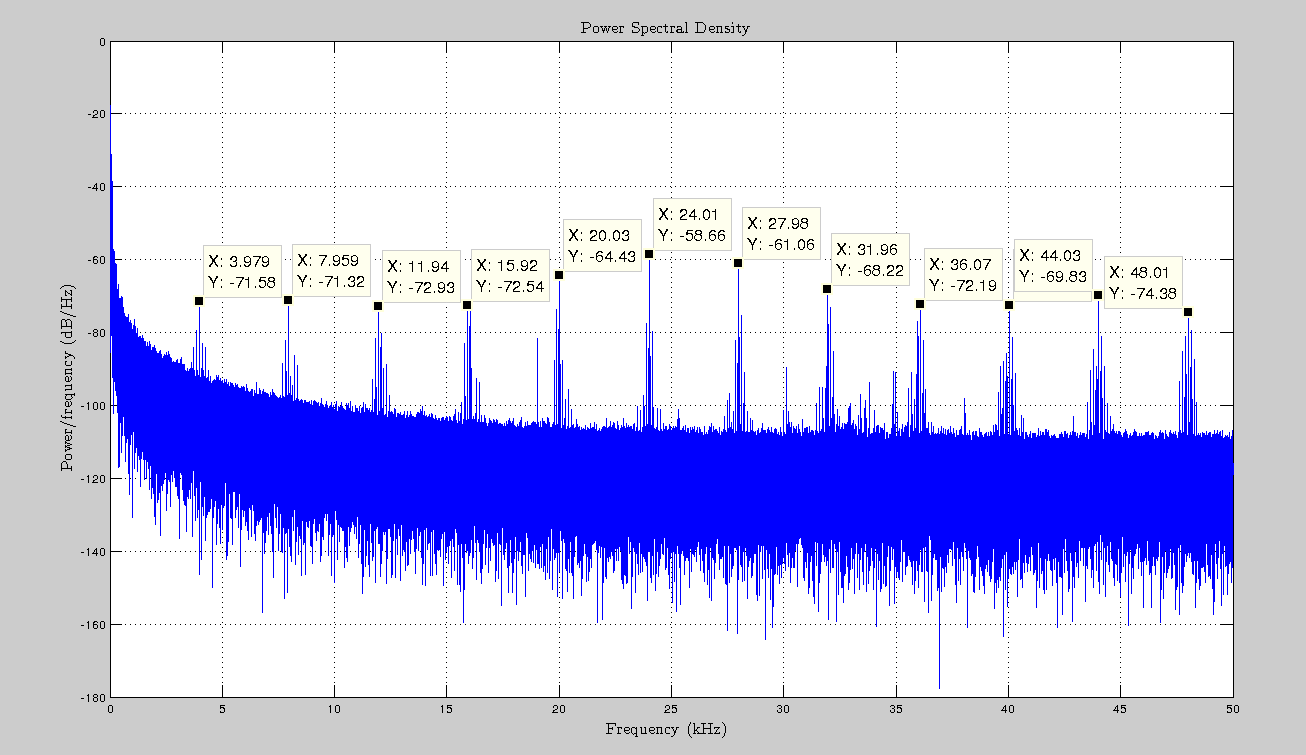 Power Spectral Density
0
-20
-40
-60
-80
-100
-120
-140
-160
-180
Power/frequency (dB/Hz)
X: 3.979
Y: -71.58
X: 7.959
Y: -71.32
X: 11.94
Y: -72.93
X: 15.92
Y: -72.54
X: 20.03
Y: -64.43
X: 24.01
Y: -58.66
X: 27.98
Y: -61.06
X: 31.96
Y: -68.22
X: 36.07
Y: -72.19
X: 44.03
Y: -69.83
X: 48.01
Y: -74.38
0 5 10 15 20 25 30 35 40 45 50
Frequency (kHz)